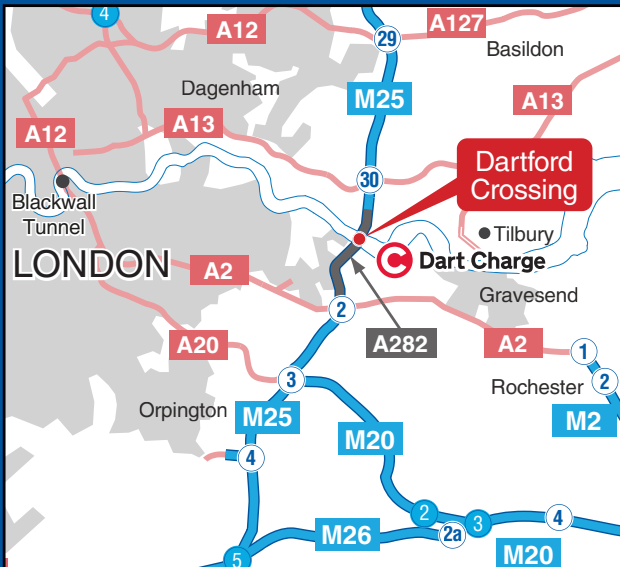 4
A12
A127
29
Basildon
Dagenham
M25
A13
A12
A13
30
Dartford
Crossing
Blackwall
Tunnel
Tilbury
LONDON
C Dart Charge
A2
Gravesend
2
A282
A2
A20
1
3
2
Rochester
Orpington
M25
M2
M20
4
2
3
4
M26
2a
5
M20